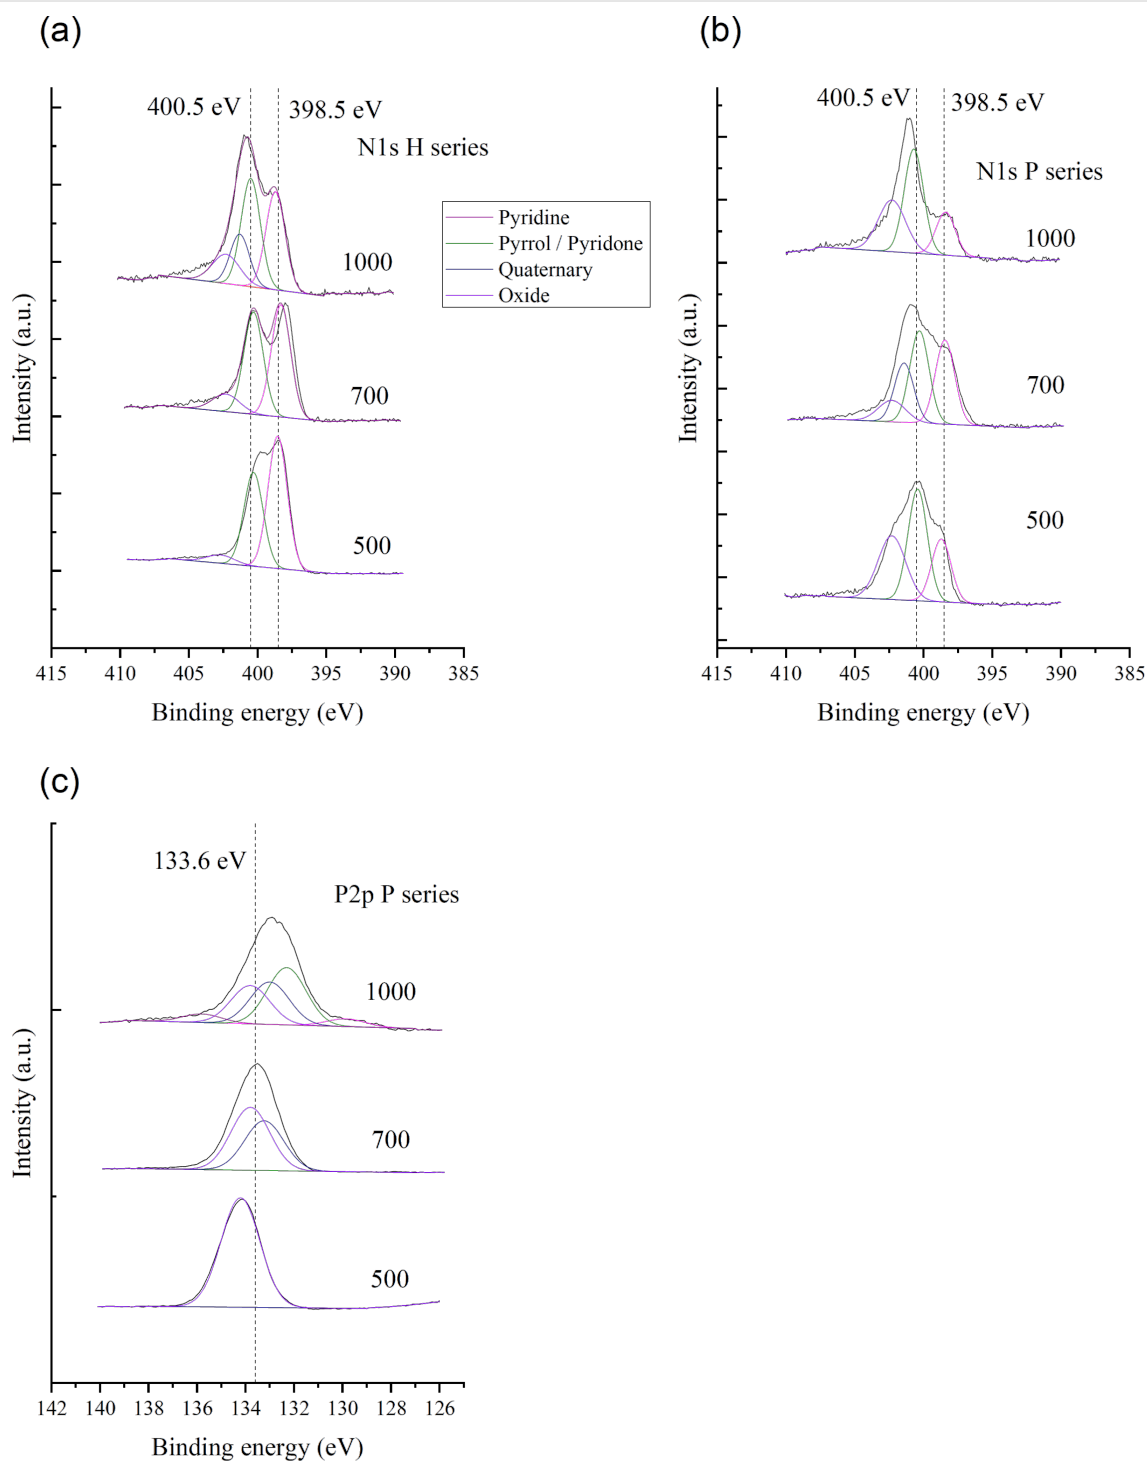 (a)
400.5 eV
398.5 eV
N1s H series
1000
700
500
Intensity (a.u.)
415 410 405 400 395 390 385
Binding energy (eV)
Pyridine
Pyrrol / Pyridone
Quaternary
Oxide
(b)
400.5 eV
398.5 eV
N1s P series
1000
700
500
Intensity (a.u.)
415 410 405 400 395 390 385
Binding energy (eV)
(c)
133.6 eV
P2p P series
1000
700
500
Intensity (a.u.)
142 140 138 136 134 132 130 128 126
Binding energy (eV)